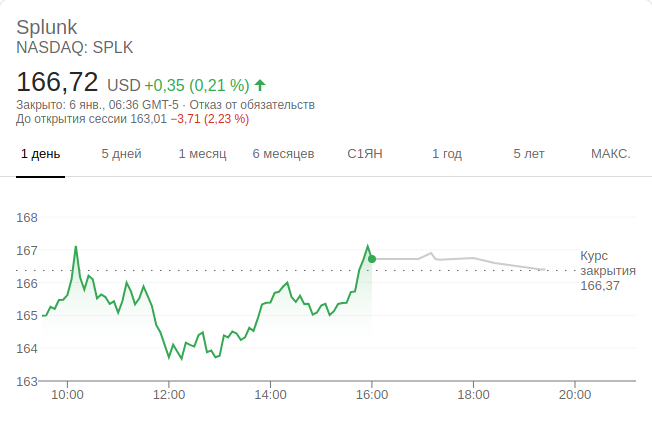 Splunk
NASDAQ: SPLK
166,72 USD +0,35 (0,21 %)
Закрыто: 6 янв., 06:36 GMT-5 · Отказ от обязательств
До открытия сессии 163,01 −3,71 (2,23 %)
1 день 5 дней 1 месяц 6 месяцев С1ЯН 1 год 5 лет МАКС.
168
167
166
165
164
163
Курс
закрытия
166,37
10:00 12:00 14:00 16:00 18:00 20:00